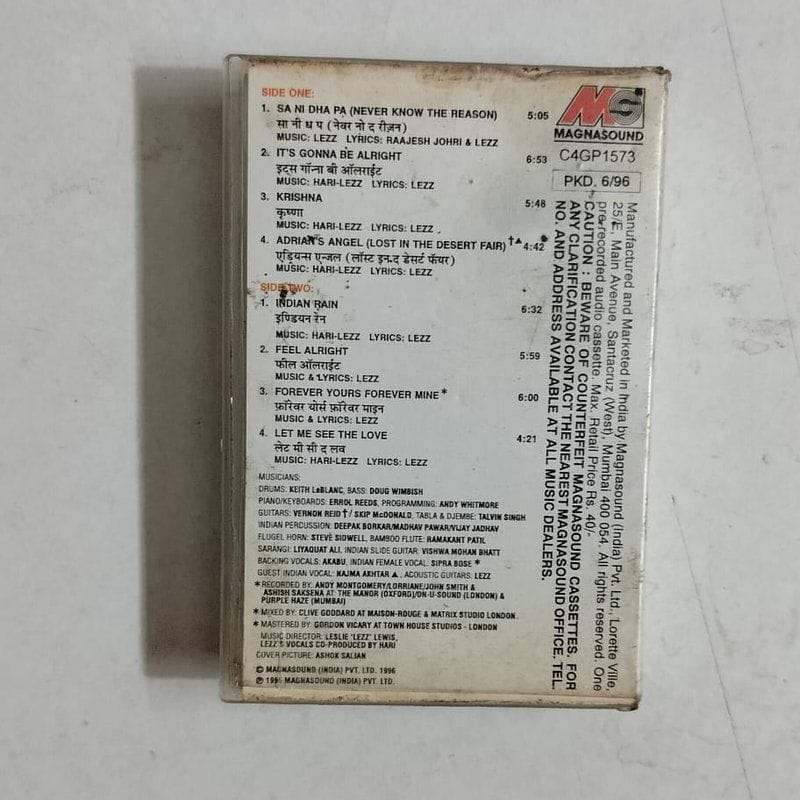 SIDE ONE:
1. SA NI DHA PA (NEVER KNOW THE REASON) 5:05
सा नी ध प (नेवर नो द रीज़न)
MUSIC: LEZZ LYRICS: RAAJESH JOHRI & LEZZ
2. IT'S GONNA BE ALRIGHT 6:53
इट्स गॉन्ना बी ऑलराईट
MUSIC: HARI-LEZZ LYRICS: LEZZ
3. KRISHNA 5:48
कृष्णा
MUSIC: HARI-LEZZ LYRICS: LEZZ
4. ADRIAN'S ANGEL (LOST IN THE DESERT FAIR)†▲ 4:42
एड्रियन्स एन्जल (लॉस्ट इन द डेसर्ट फॅयर)
MUSIC: HARI-LEZZ LYRICS: LEZZ
SIDE TWO:
1. INDIAN RAIN 6:32
इण्डियन रेन
MUSIC: HARI-LEZZ LYRICS: LEZZ
2. FEEL ALRIGHT 5:59
फील ऑलराईट
MUSIC & LYRICS: LEZZ
3. FOREVER YOURS FOREVER MINE* 6:00
फ़ॉरेवर योर्स फ़ॉरेवर माइन
MUSIC & LYRICS: LEZZ
4. LET ME SEE THE LOVE 4:21
लेट मी सी द लव
MUSIC: HARI-LEZZ LYRICS: LEZZ
MUSICIANS:
DRUMS: KEITH LeBLANC, BASS: DOUG WIMBISH
PIANO/KEYBOARDS: ERROL REEDS, PROGRAMMING: ANDY WHITMORE
GUITARS: VERNON REID †/ SKIP McDONALD, TABLA & DJEMBE: TALVIN SINGH
INDIAN PERCUSSION: DEEPAK BORKAR/MADHAV PAWAR/VIJAY JADHAV
FLUGEL HORN: STEVE SIDWELL, BAMBOO FLUTE: RAMAKANT PATIL
SARANGI: LIYAQUAT ALI, INDIAN SLIDE GUITAR: VISHWA MOHAN BHATT
BACKING VOCALS: AKABU, INDIAN FEMALE VOCAL: SIPRA BOSE *
GUEST INDIAN VOCAL: NAJMA AKHTAR ▲, ACOUSTIC GUITARS: LEZZ
* RECORDED BY: ANDY MONTGOMERY/LORRIANE/JOHN SMITH &
ASHISH SAKSENA AT: THE MANOR (OXFORD)/ON-U-SOUND (LONDON) &
PURPLE HAZE (MUMBAI)
* MIXED BY: CLIVE GODDARD AT MAISON-ROUGE & MATRIX STUDIO LONDON.
* MASTERED BY: GORDON VICARY AT TOWN HOUSE STUDIOS - LONDON
MUSIC DIRECTOR: LESLIE 'LEZZ' LEWIS,
LEZZ'S VOCALS CO-PRODUCED BY HARI
COVER PICTURE: ASHOK SALIAN
© MAGNASOUND (INDIA) PVT. LTD. 1996
℗ 1996 MAGNASOUND (INDIA) PVT. LTD.
MS
MAGNASOUND
C4GP1573
PKD. 6/96
Manufactured and Marketed in India by Magnasound (India) Pvt. Ltd., Lorette Ville,
25/E, Main Avenue, Santacruz (West), Mumbai 400 054. All rights reserved. One
pre-recorded audio cassette. Max. Retail Price Rs. 40/-
CAUTION : BEWARE OF COUNTERFEIT MAGNASOUND CASSETTES. FOR
ANY CLARIFICATION CONTACT THE NEAREST MAGNASOUND OFFICE. TEL.
NO. AND ADDRESS AVAILABLE AT ALL MUSIC DEALERS.